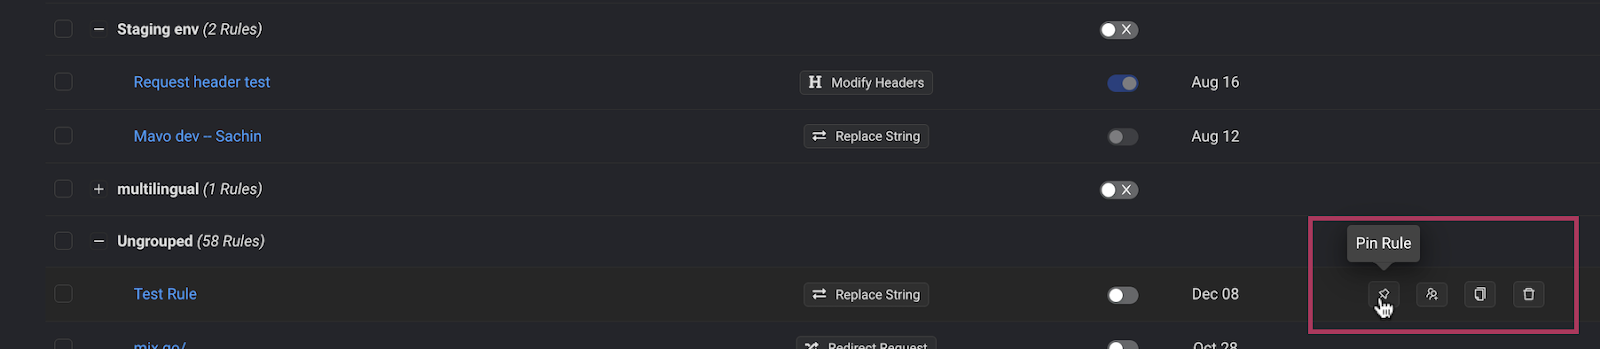 Staging env (2 Rules)
Request header test Modify Headers Aug 16
Mavo dev – Sachin Replace String Aug 12
multilingual (1 Rules)
Ungrouped (58 Rules)
Pin Rule
Test Rule Replace String Dec 08
mix.go/ Redirect Request Oct 28